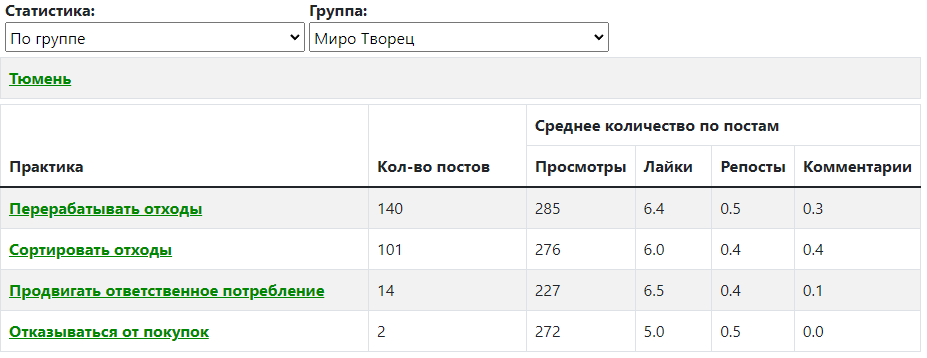 Статистика: Группа:
По группе Миро Творец
Тюмень
Среднее количество по постам
Практика Кол-во постов Просмотры Лайки Репосты Комментарии
Перерабатывать отходы 140 285 6.4 0.5 0.3
Сортировать отходы 101 276 6.0 0.4 0.4
Продвигать ответственное потребление 14 227 6.5 0.4 0.1
Отказываться от покупок 2 272 5.0 0.5 0.0